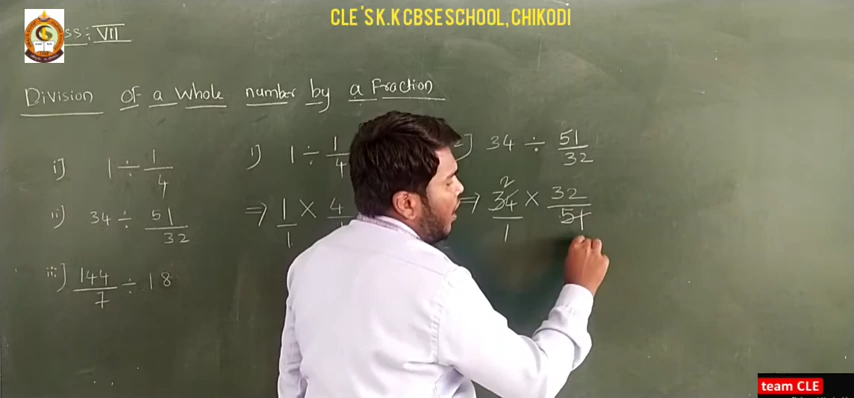 CLE'S K.K CBSE SCHOOL, CHIKODI
ss: VII
Division of a Whole number by a Fraction
i] 1 ÷ 1/4
ii] 34 ÷ 51/32
iii] 144/7 ÷ 18
1] 1 ÷ 1/4
⇒ 1/1 × 4
] 34 ÷ 51/32
⇒ 34/1 × 32/51
2
team CLE